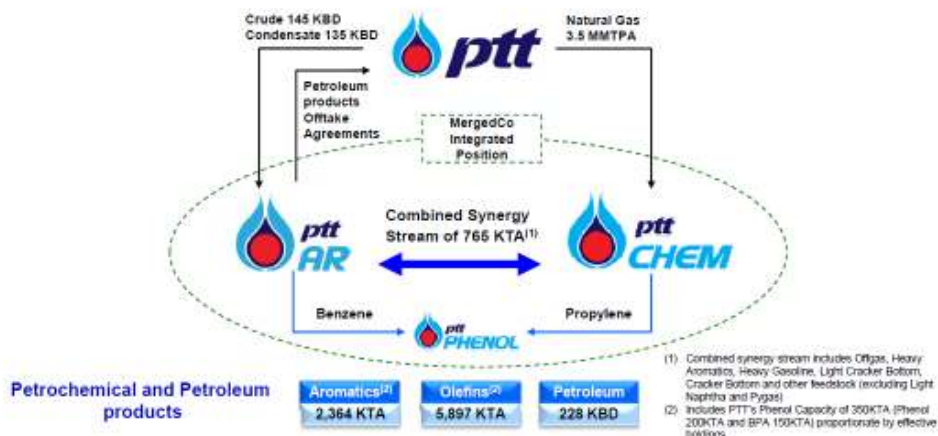 Crude 145 KBD
Condensate 135 KBD
ptt
Natural Gas
3.5 MMTPA
Petroleum
products
Offtake
Agreements
MergedCo
Integrated
Position
ptt
AR
Combined Synergy
Stream of 765 KTA(1)
ptt
CHEM
Benzene
ptt
PHENOL
Propylene
Petrochemical and Petroleum
products
Aromatics(2)
2,364 KTA
Olefins(2)
5,897 KTA
Petroleum
228 KBD
(1) Combined synergy stream includes Offgas, Heavy
Aromatics, Heavy Gasoline, Light Cracker Bottom,
Cracker Bottom and other feedstock (excluding Light
Naphtha and Pygas)
(2) Includes PTT's Phenol Capacity of 350KTA (Phenol
200KTA and BPA 150KTA) proportionate by effective
holdings